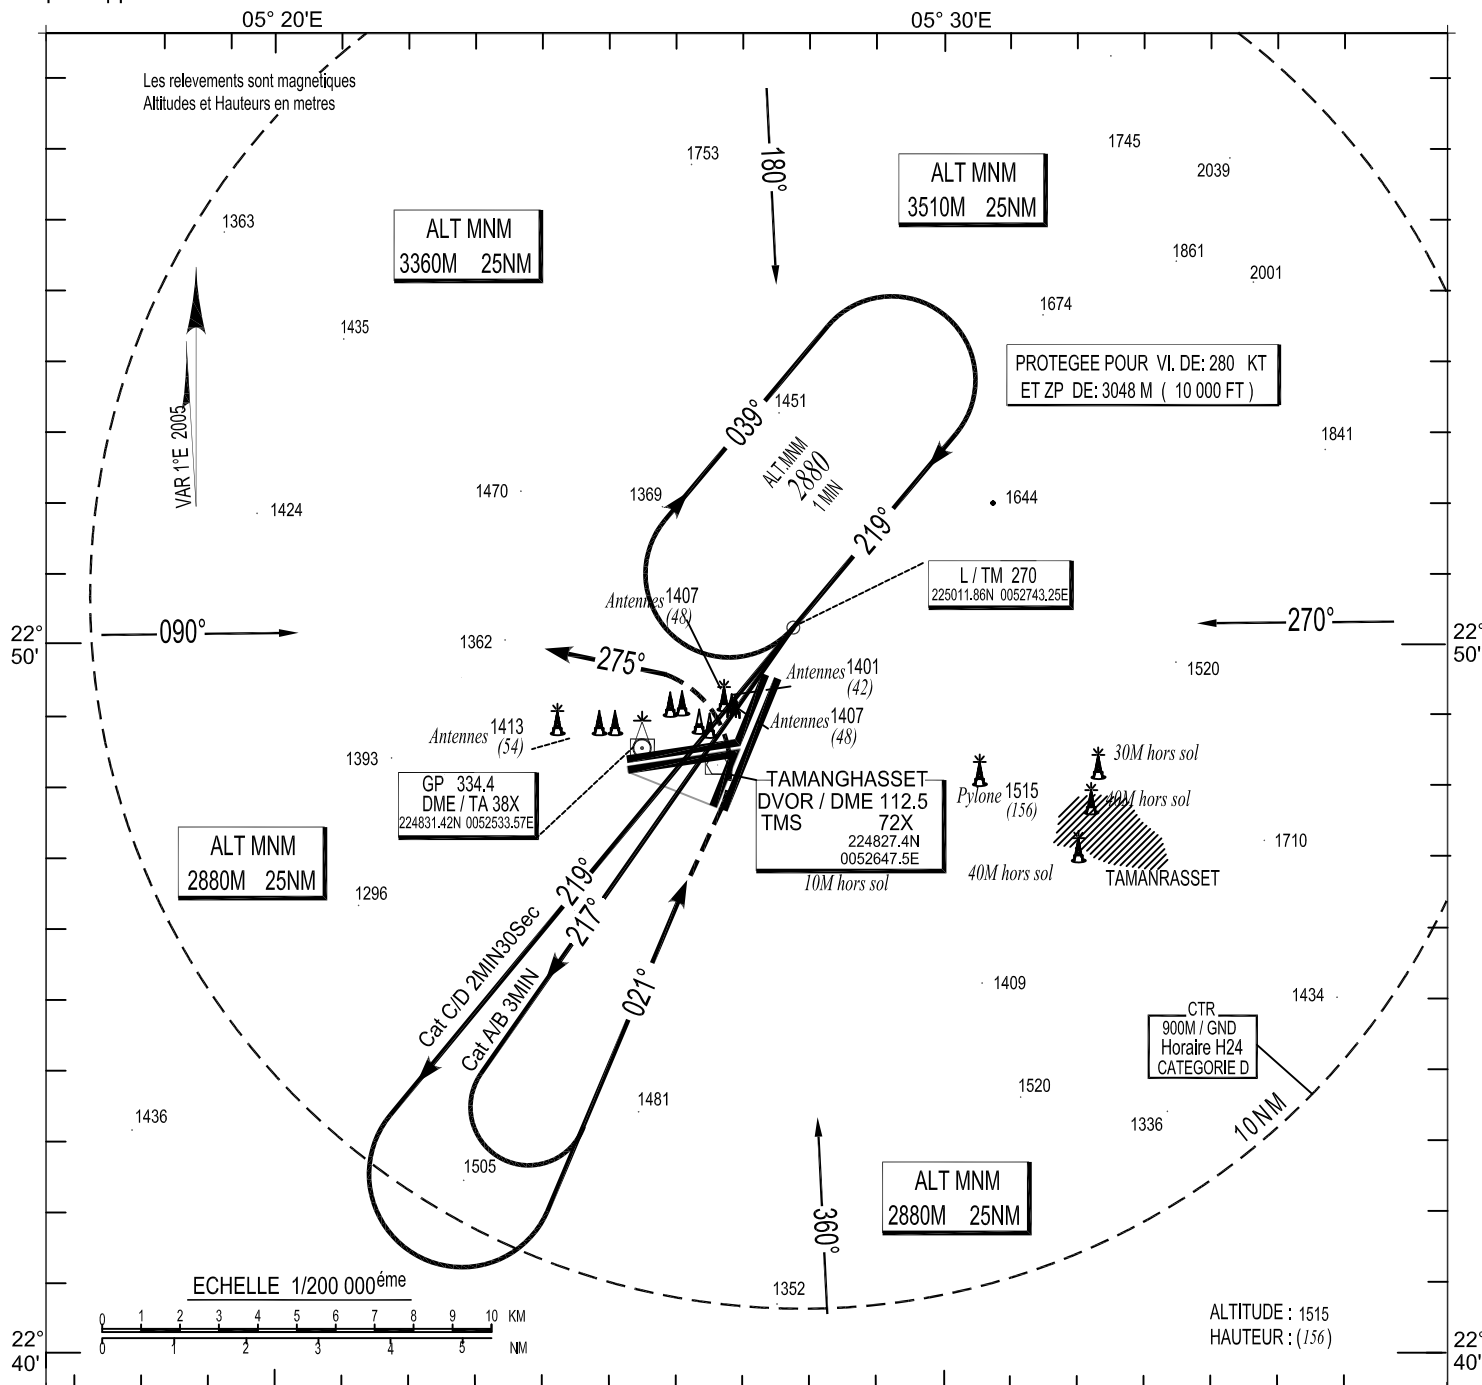 05° 20'E
05° 30'E
Les relevements sont magnetiques
Altitudes et Hauteurs en metres
1745
1753
2039
180°
ALT MNM
3510M 25NM
1363
ALT MNM
3360M 25NM
1861
2001
1674
1435
PROTEGEE POUR VI. DE: 280 KT
ET ZP DE: 3048 M ( 10 000 FT )
1451
039°
VAR 1°E 2005
1841
ALT.MNM
2880
1 MIN
1470
1369
1644
1424
219°
L / TM 270
225011.86N 0052743.25E
Antennes 1407
(48)
22°
50'
090°
270°
22°
50'
1362
275°
1520
Antennes 1401
(42)
Antennes 1413
(54)
Antennes 1407
(48)
1393
30M hors sol
GP 334.4
DME / TA 38X
224831.42N 0052533.57E
TAMANGHASSET
DVOR / DME 112.5
TMS 72X
224827.4N
0052647.5E
Pylone 1515
(156)
40M hors sol
1710
ALT MNM
2880M 25NM
10M hors sol
40M hors sol
TAMANRASSET
1296
219°
217°
Cat C/D 2MIN30Sec
Cat A/B 3MIN
021°
1409
1434
CTR
900M / GND
Horaire H24
CATEGORIE D
1436
1481
1520
1336
10 NM
1505
ALT MNM
2880M 25NM
360°
ECHELLE 1/200 000éme
1352
0 1 2 3 4 5 6 7 8 9 10 KM
0 1 2 3 4 5 NM
ALTITUDE : 1515
HAUTEUR : (156)
22°
40'
22°
40'